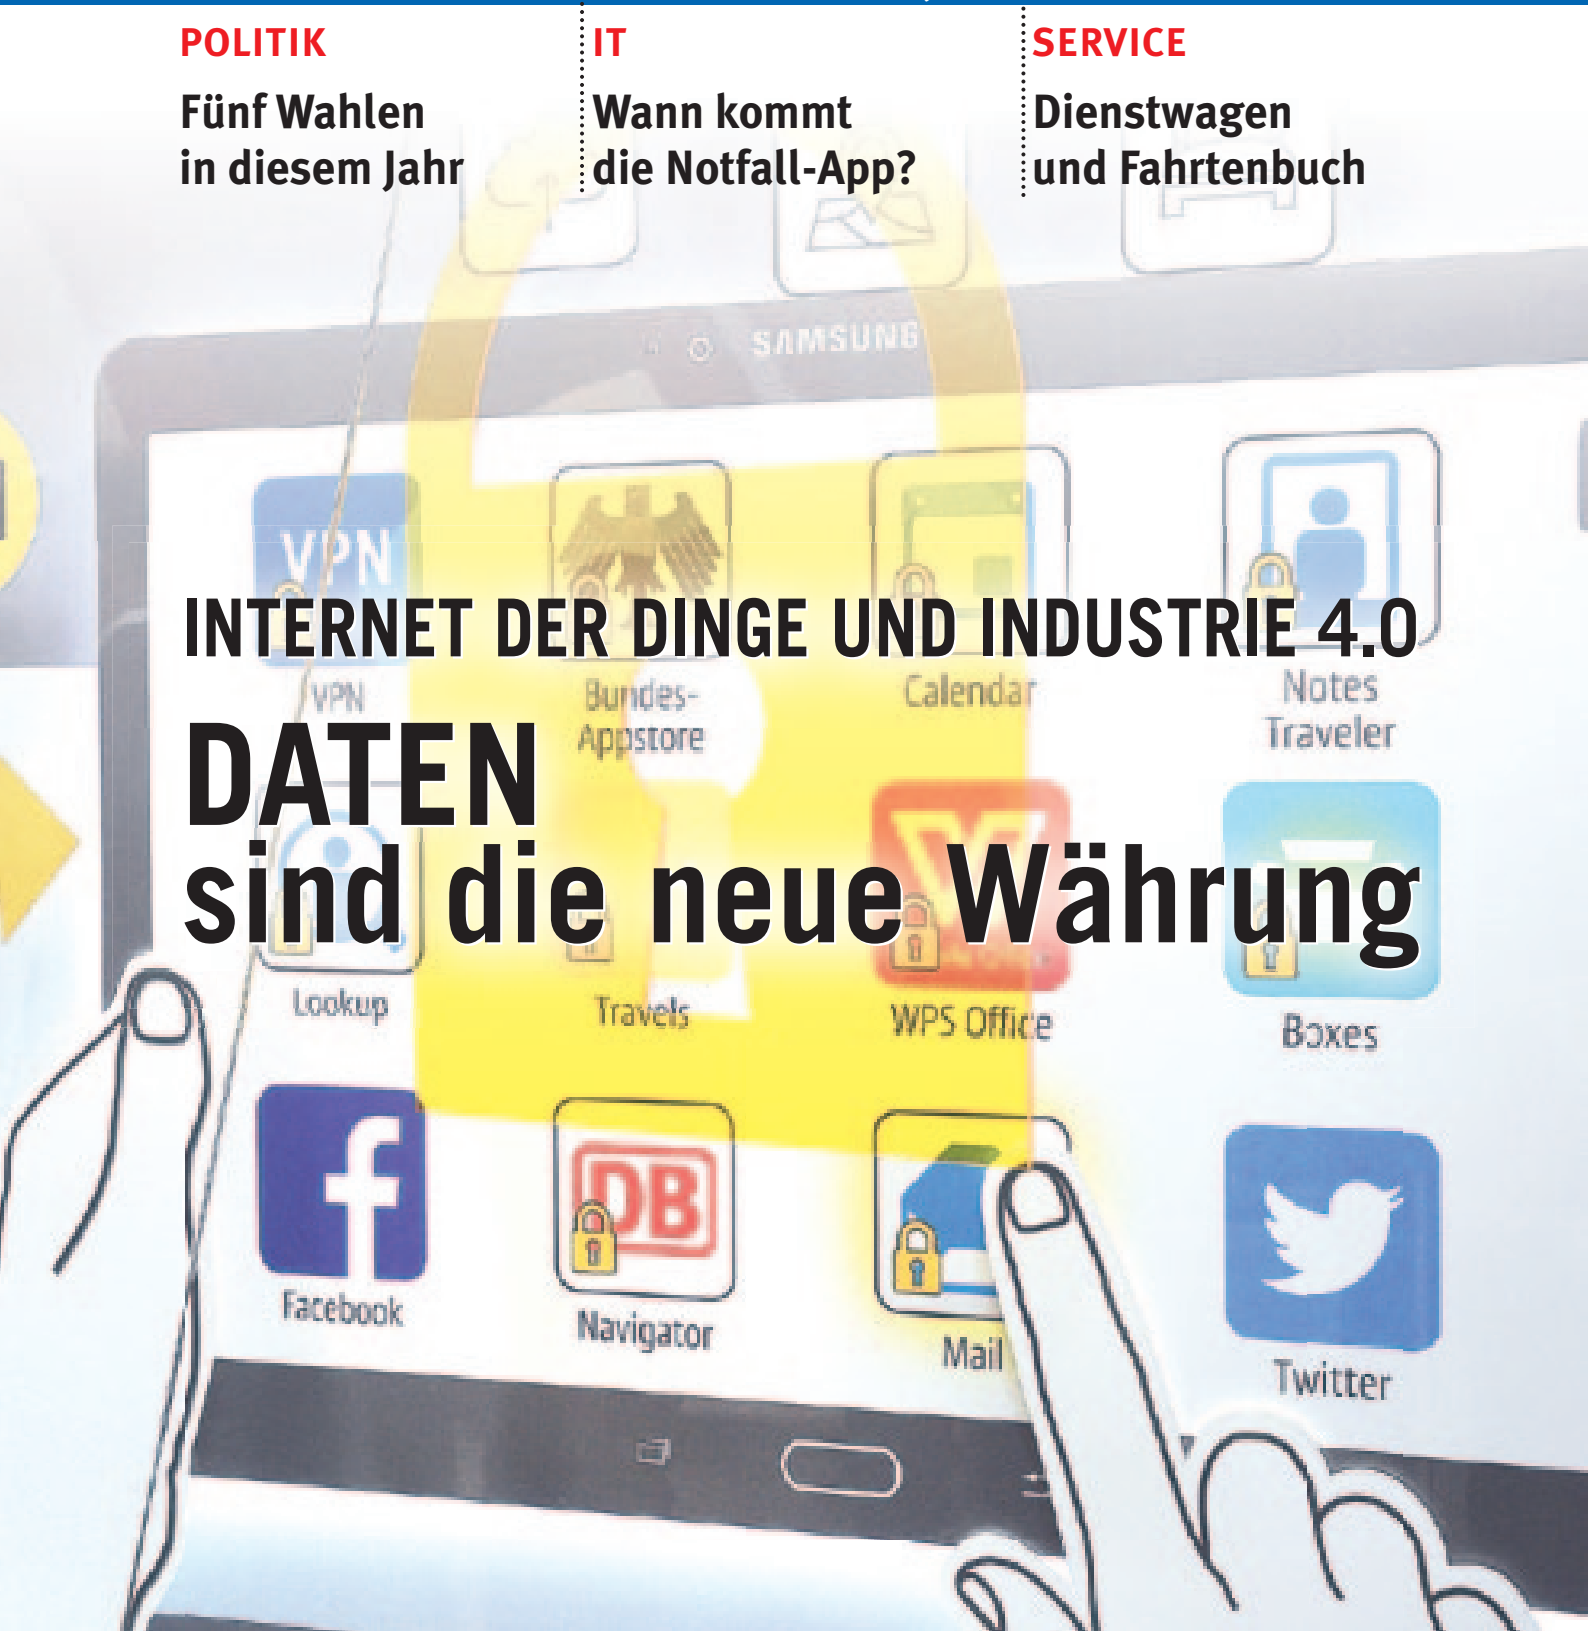 POLITIK
Fünf Wahlen
in diesem Jahr
IT
Wann kommt
die Notfall-App?
SERVICE
Dienstwagen
und Fahrtenbuch
SAMSUNG
VPN
INTERNET DER DINGE UND INDUSTRIE 4.0
VPN
Bundes-
Appstore
Calendar
Notes
Traveler
DATEN
sind die neue Währung
Lookup
Travels
WPS Office
Boxes
f
DB
Facebook
Navigator
Mail
Twitter